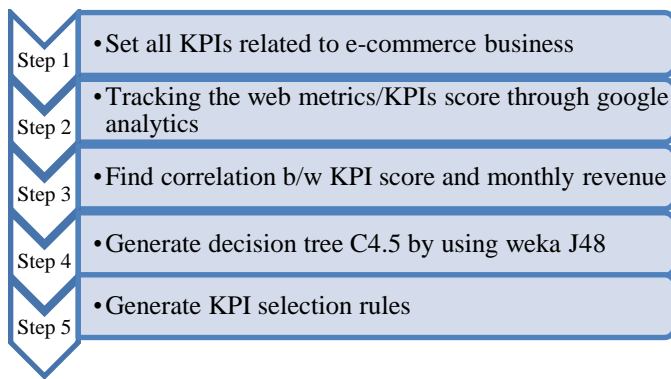 Step 1
•Set all KPIs related to e-commerce business
Step 2
•Tracking the web metrics/KPIs score through google
analytics
Step 3
•Find correlation b/w KPI score and monthly revenue
Step 4
•Generate decision tree C4.5 by using weka J48
Step 5
•Generate KPI selection rules